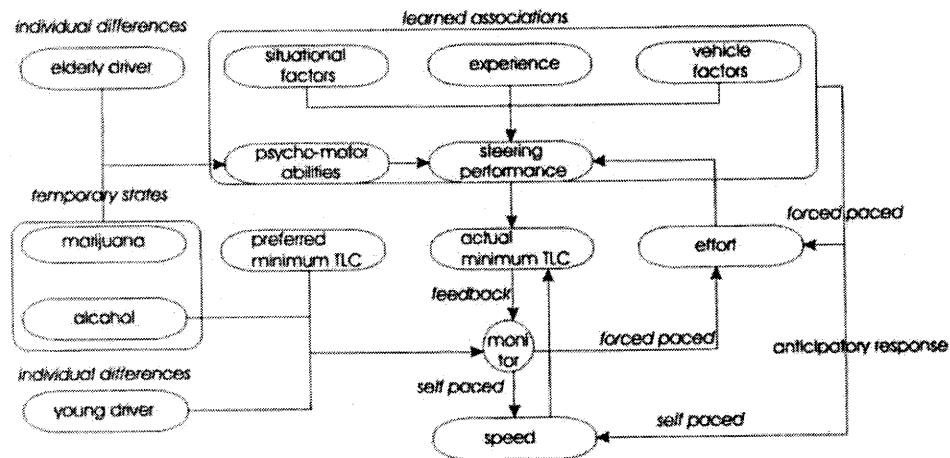 individual differences
learned associations
elderly driver
situational
factors
experience
vehicle
factors
psycho-motor
abilities
steering
performance
temporary states
marijuana
preferred
minimum TLC
actual
minimum TLC
effort
forced paced
feedback
alcohol
moni
tor
forced paced
anticipatory response
individual differences
self paced
young driver
speed
self paced